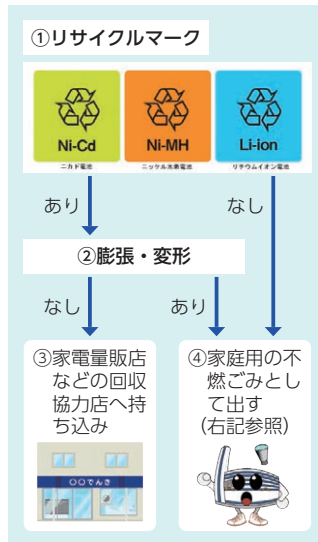 ①リサイクルマーク
Ni-Cd
Ni-MH
Li-ion
ニカド電池
ニッケル水素電池
リチウムイオン電池
あり
なし
②膨張・変形
なし
あり
③家電量販店
などの回収
協力店へ持
ち込み
④家庭用の不
燃ごみとし
て出す
(右記参照)
○○でんき